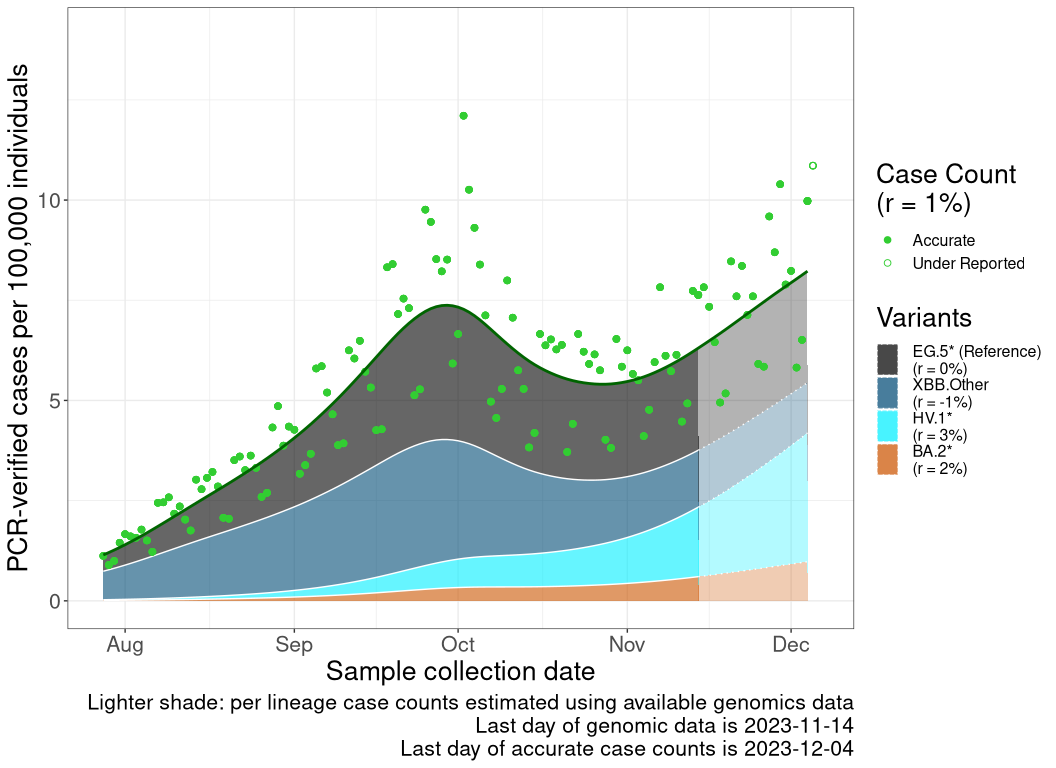 PCR-verified cases per 100,000 individuals
10
5
0
Aug
Sep
Oct
Nov
Dec
Sample collection date
Lighter shade: per lineage case counts estimated using available genomics data
Last day of genomic data is 2023-11-14
Last day of accurate case counts is 2023-12-04
Case Count
(r = 1%)
Accurate
Under Reported
Variants
EG.5* (Reference)
(r = 0%)
XBB.Other
(r = -1%)
HV.1*
(r = 3%)
BA.2*
(r = 2%)